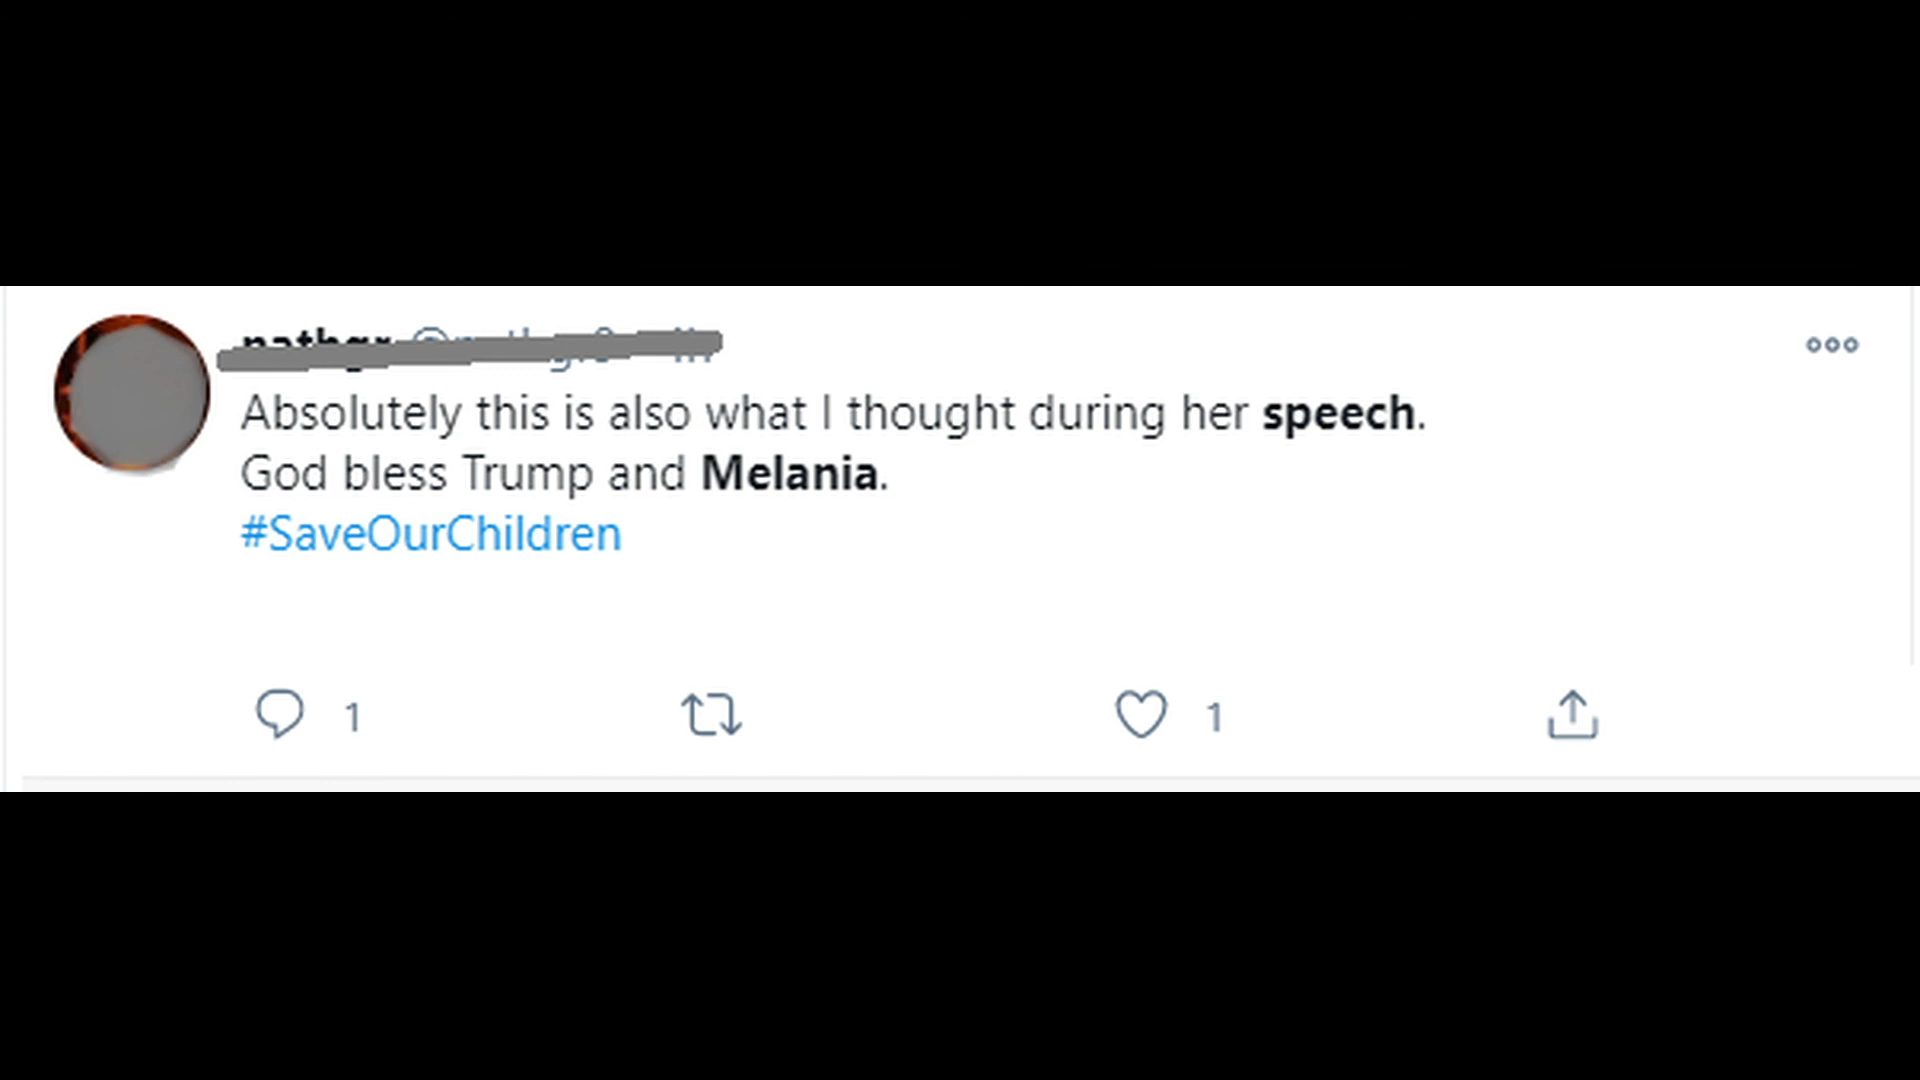 Absolutely this is also what I thought during her speech.
God bless Trump and Melania.
#SaveOurChildren
1 1